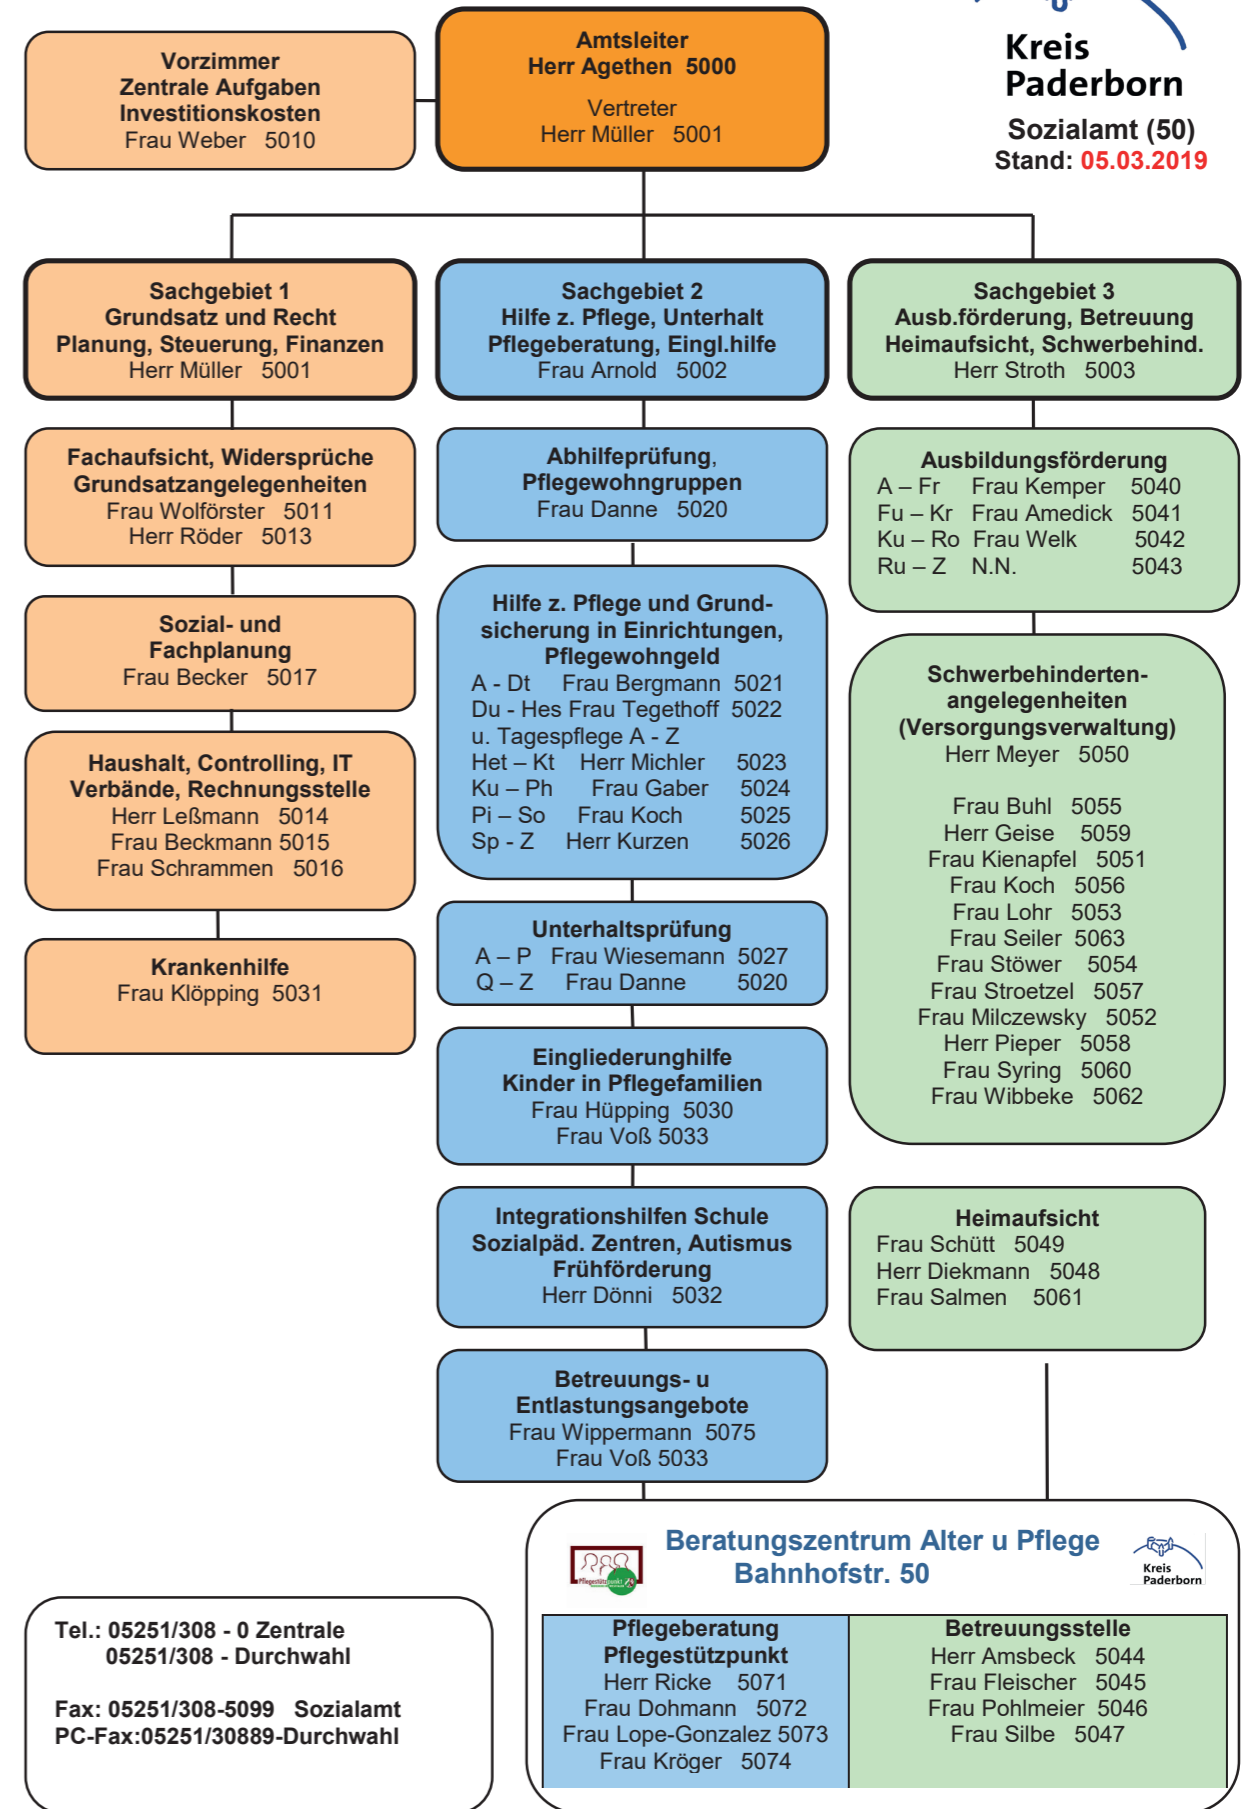 Vorzimmer
Zentrale Aufgaben
Investitionskosten
Frau Weber 5010
Amtsleiter
Herr Agethen 5000
Vertreter
Herr Müller 5001
Kreis
Paderborn
Sozialamt (50)
Stand: 05.03.2019
Sachgebiet 1
Grundsatz und Recht
Planung, Steuerung, Finanzen
Herr Müller 5001
Fachaufsicht, Widersprüche
Grundsatzangelegenheiten
Frau Wolförster 5011
Herr Röder 5013
Sozial- und
Fachplanung
Frau Becker 5017
Haushalt, Controlling, IT
Verbände, Rechnungsstelle
Herr Leßmann 5014
Frau Beckmann 5015
Frau Schrammen 5016
Krankenhilfe
Frau Klöpping 5031
Sachgebiet 2
Hilfe z. Pflege, Unterhalt
Pflegeberatung, Eingl.hilfe
Frau Arnold 5002
Abhilfeprüfung,
Pflegewohngruppen
Frau Danne 5020
Hilfe z. Pflege und Grund-
sicherung in Einrichtungen,
Pflegewohngeld
A - Dt Frau Bergmann 5021
Du - Hes Frau Tegethoff 5022
u. Tagespflege A - Z
Het – Kt Herr Michler 5023
Ku – Ph Frau Gaber 5024
Pi – So Frau Koch 5025
Sp - Z Herr Kurzen 5026
Unterhaltsprüfung
A – P Frau Wiesemann 5027
Q – Z Frau Danne 5020
Eingliederunghilfe
Kinder in Pflegefamilien
Frau Hüpping 5030
Frau Voß 5033
Integrationshilfen Schule
Sozialpäd. Zentren, Autismus
Frühförderung
Herr Dönni 5032
Betreuungs- u
Entlastungsangebote
Frau Wippermann 5075
Frau Voß 5033
Sachgebiet 3
Ausb.förderung, Betreuung
Heimaufsicht, Schwerbehind.
Herr Stroth 5003
Ausbildungsförderung
A – Fr Frau Kemper 5040
Fu – Kr Frau Amedick 5041
Ku – Ro Frau Welk 5042
Ru – Z N.N. 5043
Schwerbehinderten-
angelegenheiten
(Versorgungsverwaltung)
Herr Meyer 5050
Frau Buhl 5055
Herr Geise 5059
Frau Kienapfel 5051
Frau Koch 5056
Frau Lohr 5053
Frau Seiler 5063
Frau Stöwer 5054
Frau Stroetzel 5057
Frau Milczewsky 5052
Herr Pieper 5058
Frau Syring 5060
Frau Wibbeke 5062
Heimaufsicht
Frau Schütt 5049
Herr Diekmann 5048
Frau Salmen 5061
Beratungszentrum Alter u Pflege
Bahnhofstr. 50
Pflegestützpunkt
Kreis
Paderborn
Pflegeberatung
Pflegestützpunkt
Herr Ricke 5071
Frau Dohmann 5072
Frau Lope-Gonzalez 5073
Frau Kröger 5074
Betreuungsstelle
Herr Amsbeck 5044
Frau Fleischer 5045
Frau Pohlmeier 5046
Frau Silbe 5047
Tel.: 05251/308 - 0 Zentrale
05251/308 - Durchwahl
Fax: 05251/308-5099 Sozialamt
PC-Fax:05251/30889-Durchwahl